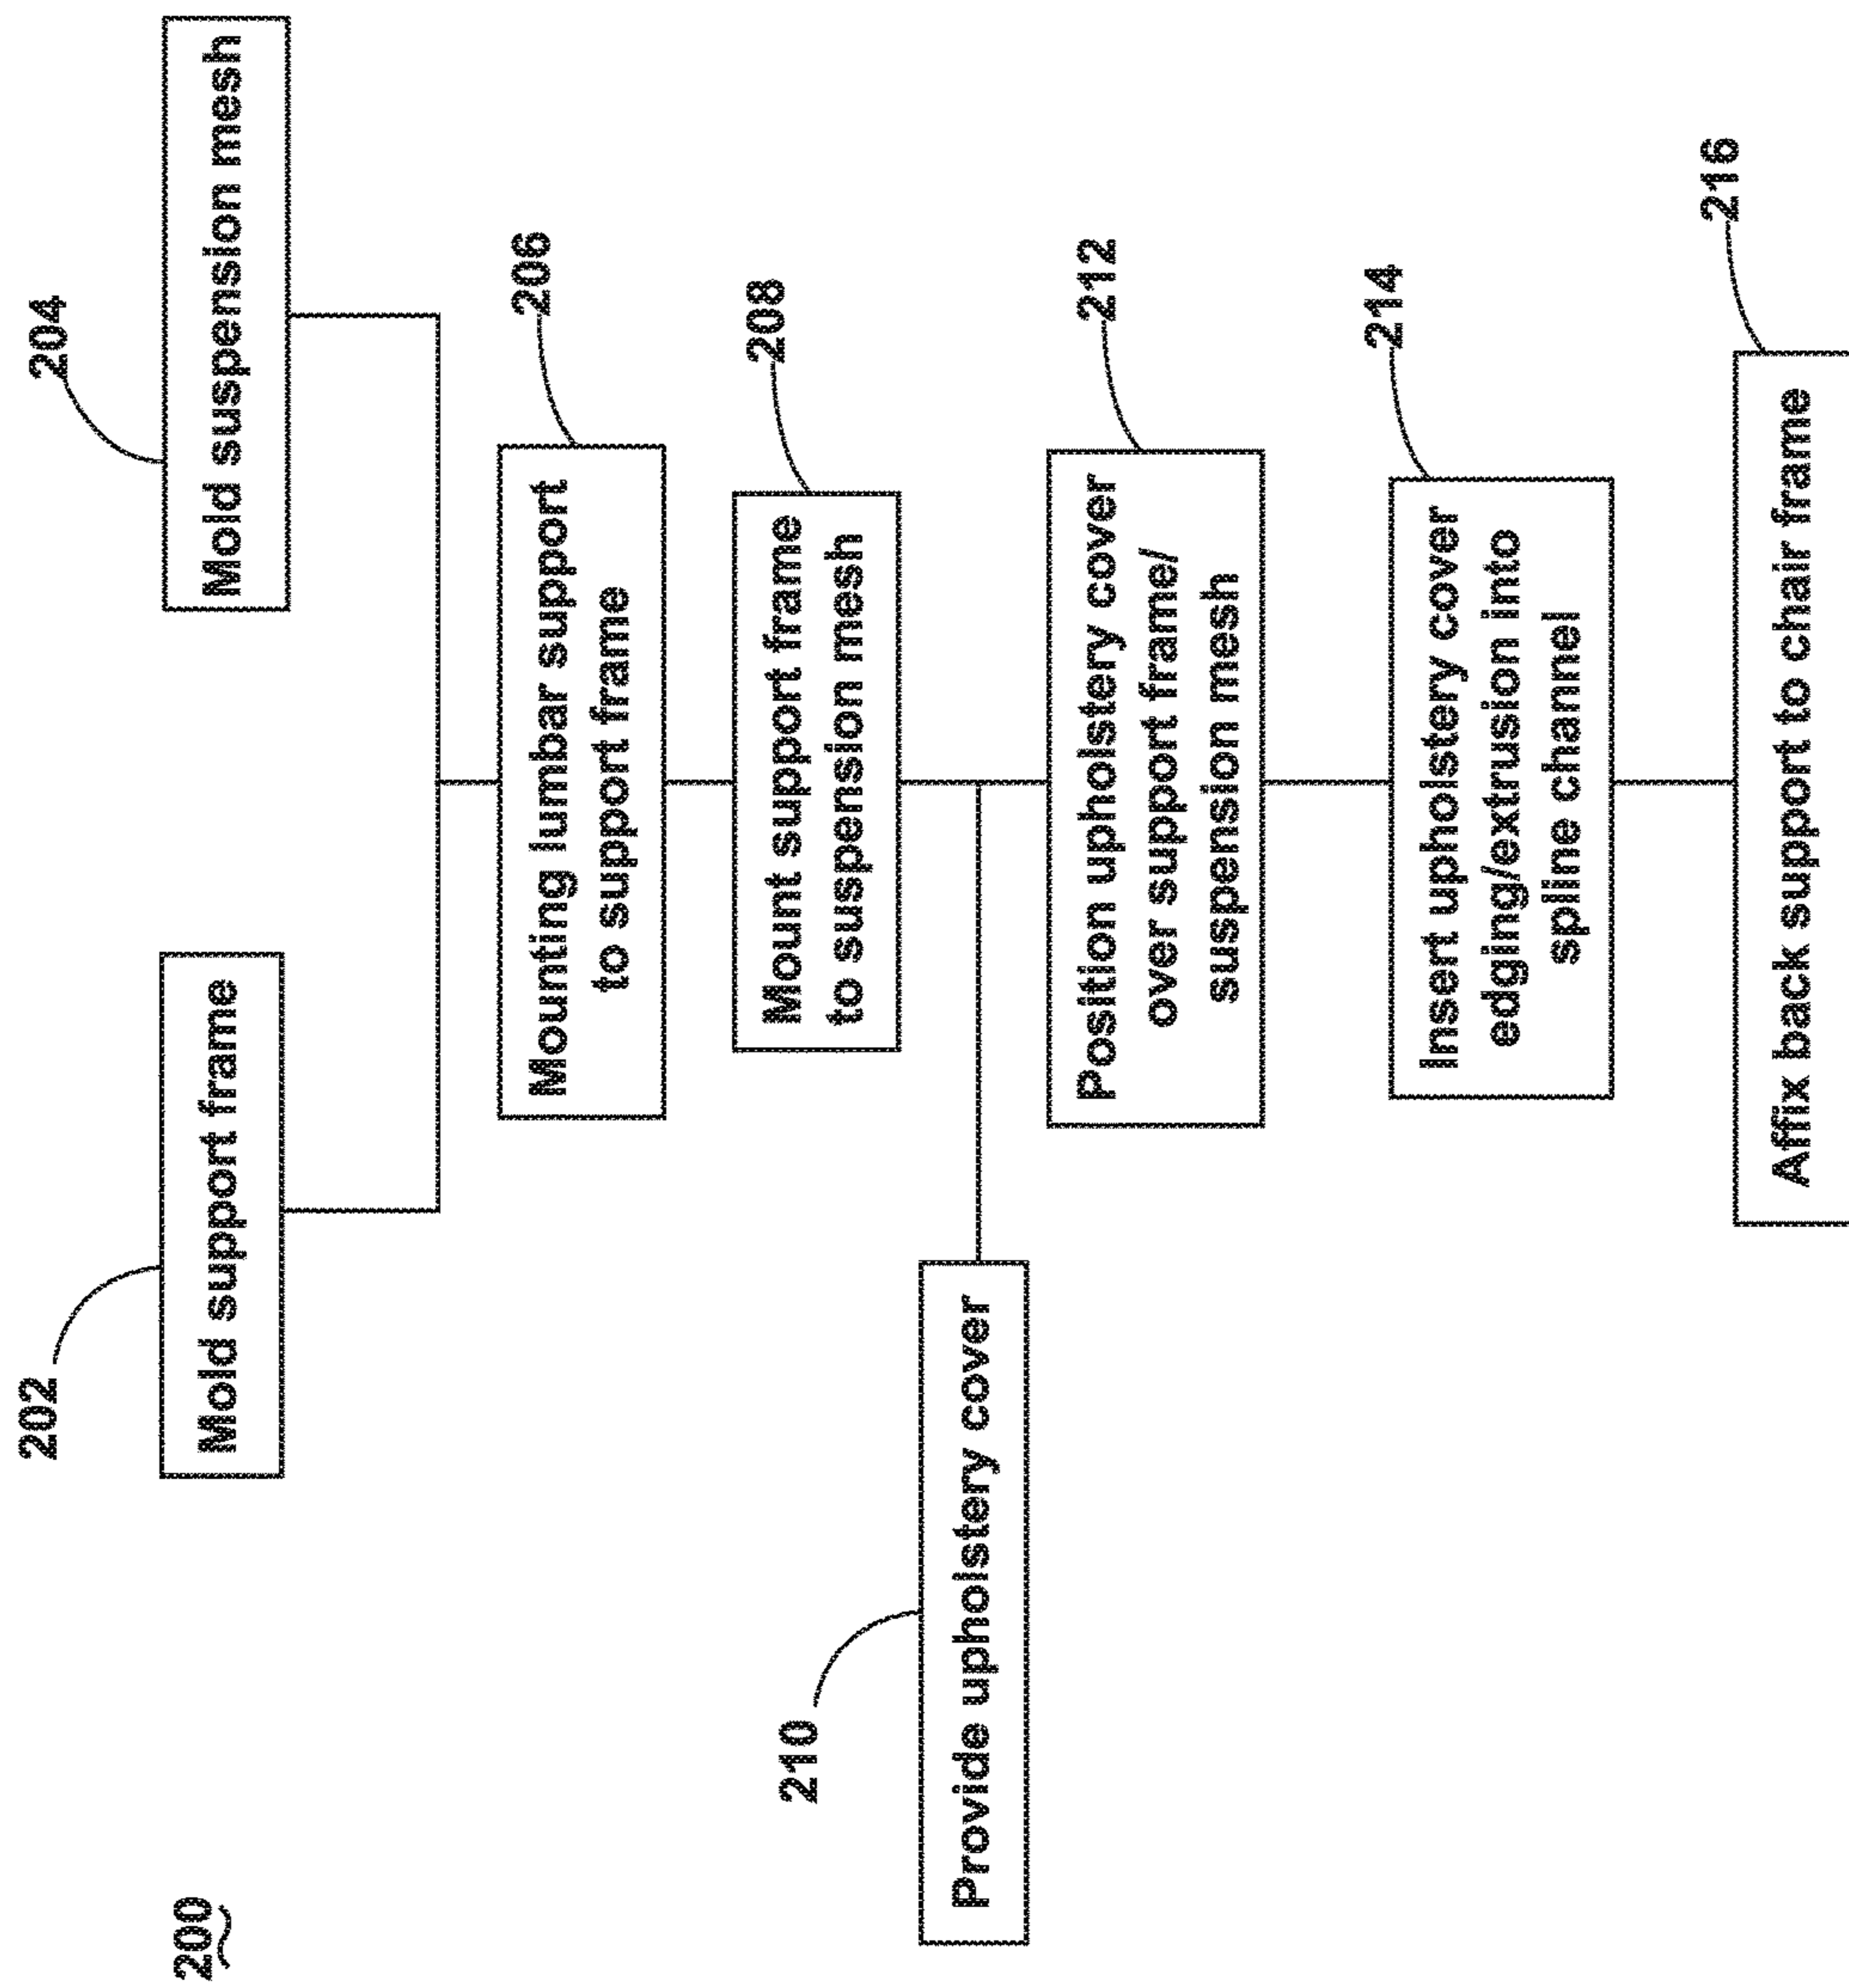 200
202
Mold support frame
204
Mold suspension mesh
206
Mounting lumbar support
to support frame
208
Mount support frame
to suspension mesh
210
Provide upholstery cover
212
Position upholstery cover
over support frame/
suspension mesh
214
Insert upholstery cover
edging/extrusion into
spline channel
216
Affix back support to chair frame